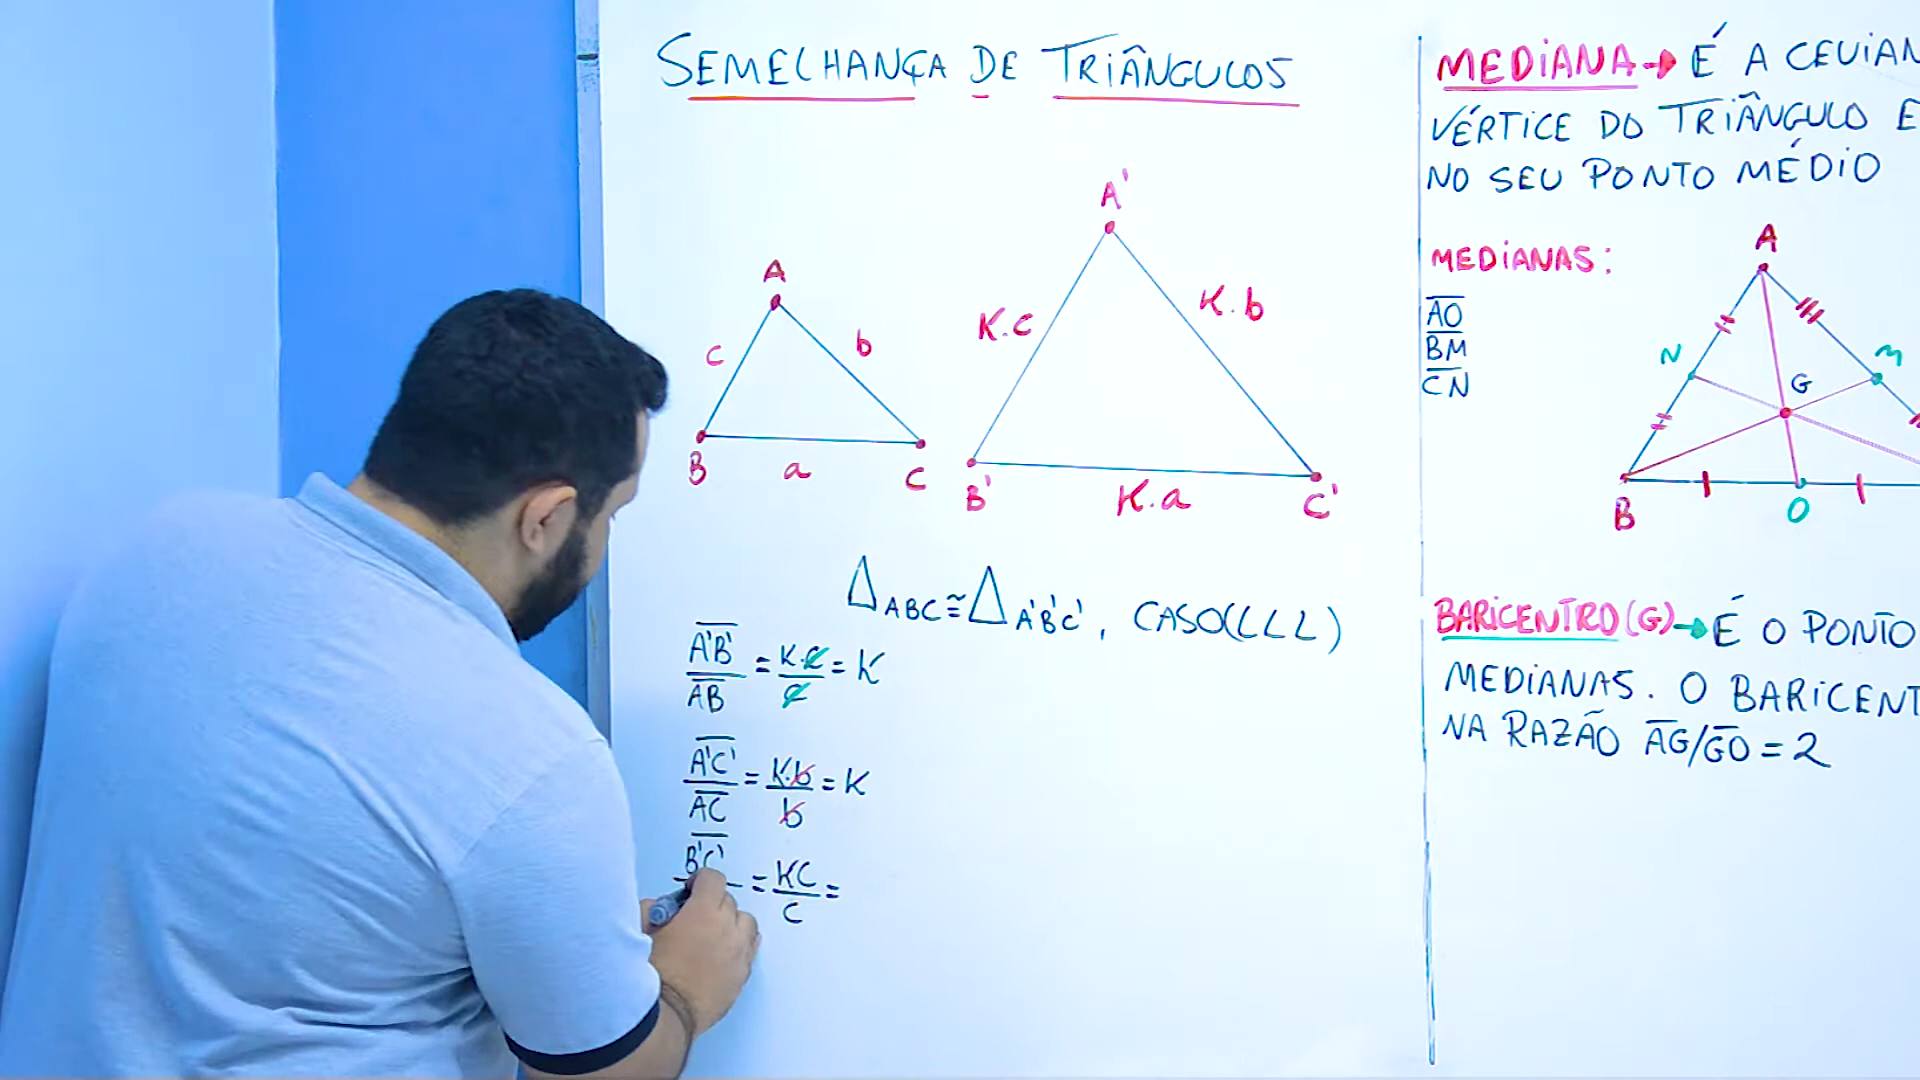 SEMELHANÇA DE TRIÂNGULOS
A
c
b
B
a
C
A'
K.c
K.b
B'
K.a
C'
ΔABC ≅ ΔA'B'C', CASO(LLL)
A'B'/AB = K.c/c = K
A'C'/AC = K.b/b = K
B'C'
= KC/C =
MEDIANA → É A CEVIAN
VÉRTICE DO TRIÂNGULO E
NO SEU PONTO MÉDIO
MEDIANAS:
AO
BM
CN
A
N
M
G
B
O
BARICENTRO(G) → É O PONTO
MEDIANAS. O BARICENT
NA RAZÃO AG/GO = 2